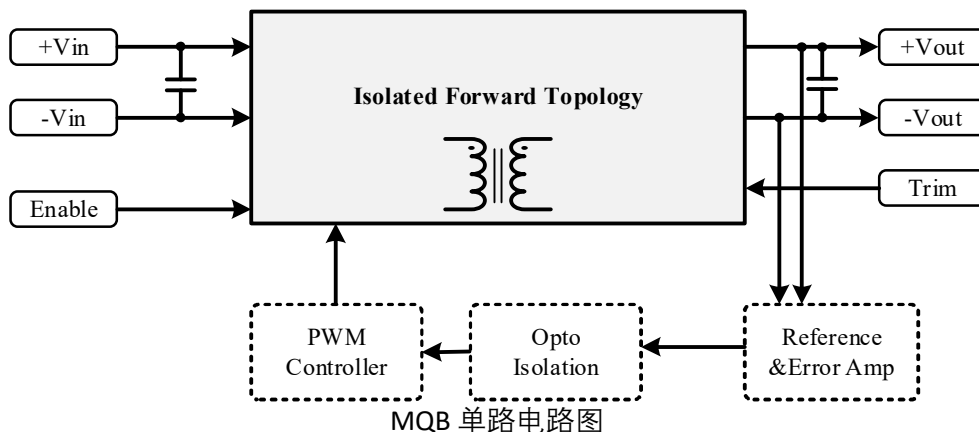 +Vin
-Vin
Enable
Isolated Forward Topology
+Vout
-Vout
Trim
PWM
Controller
Opto
Isolation
Reference
&Error Amp
MQB 单路电路图